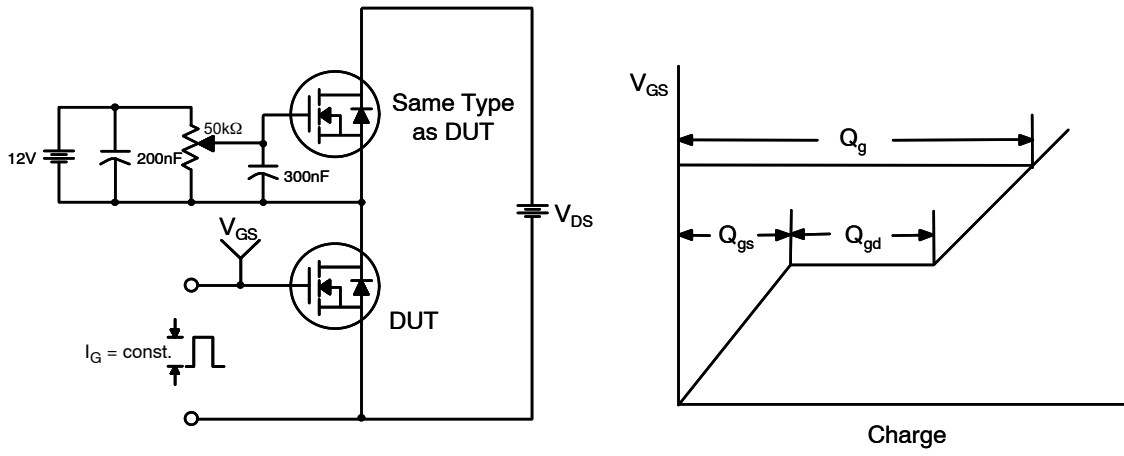 Same Type
as DUT
50kΩ
12V
200nF
300nF
V_GS
V_DS
DUT
I_G = const.
V_GS
Q_g
Q_gs
Q_gd
Charge